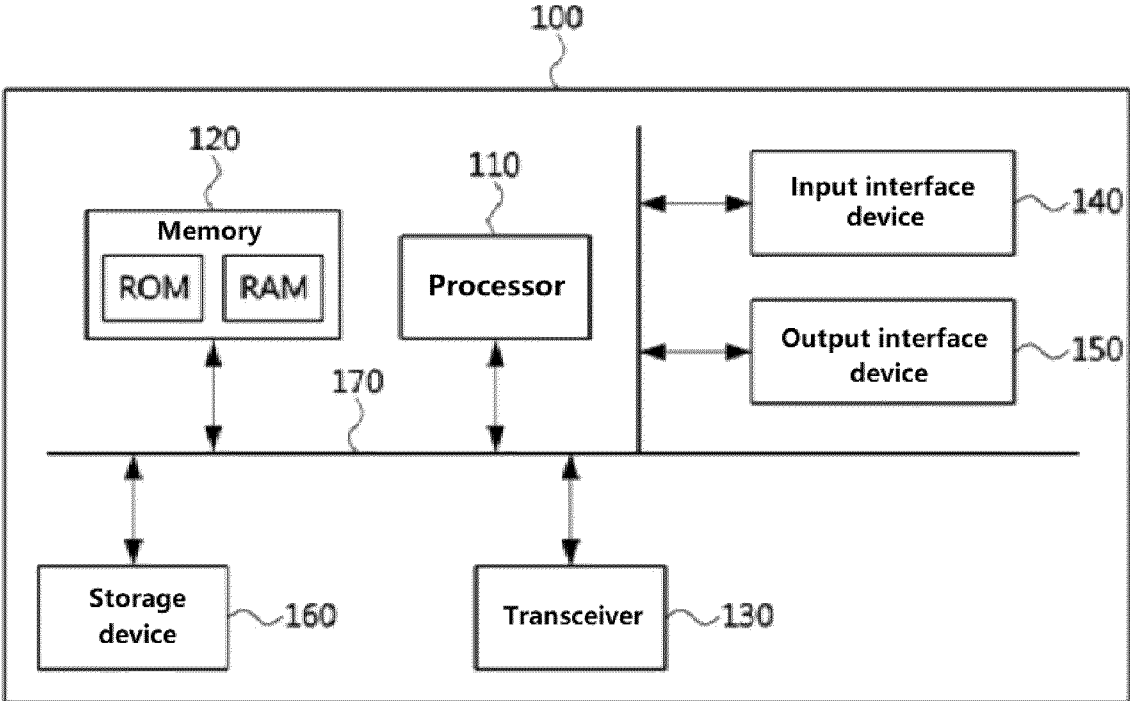 100
120
110
Memory
ROM
RAM
Processor
Input interface
device
140
Output interface
device
150
170
Storage
device
160
Transceiver
130